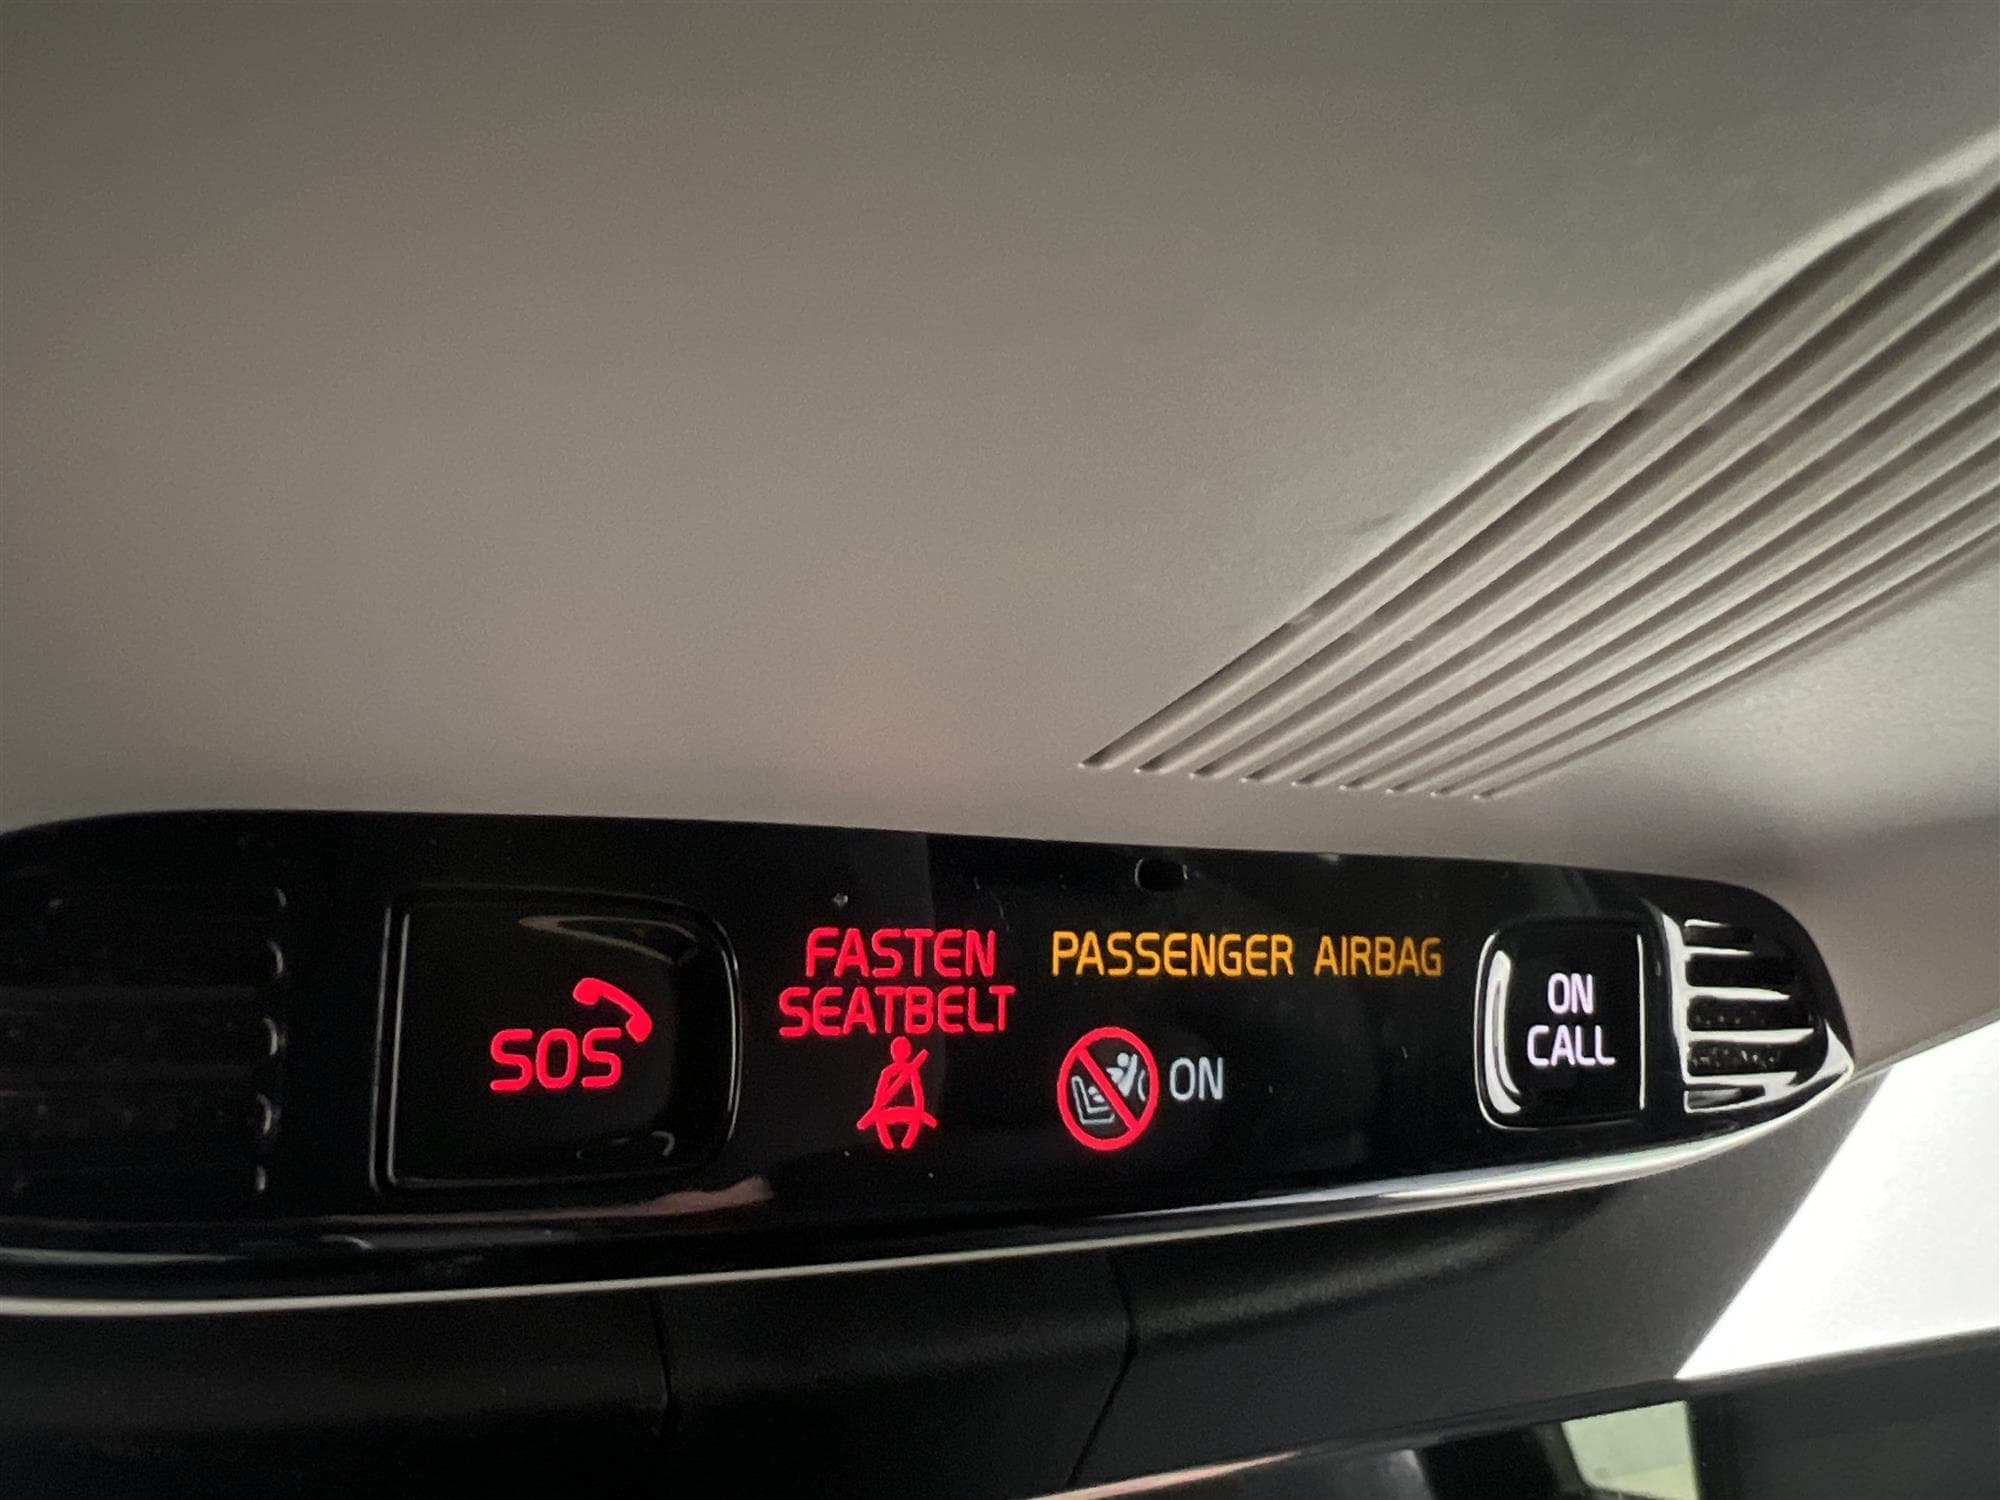 SOS
FASTEN
SEATBELT
PASSENGER AIRBAG
ON
ON
CALL